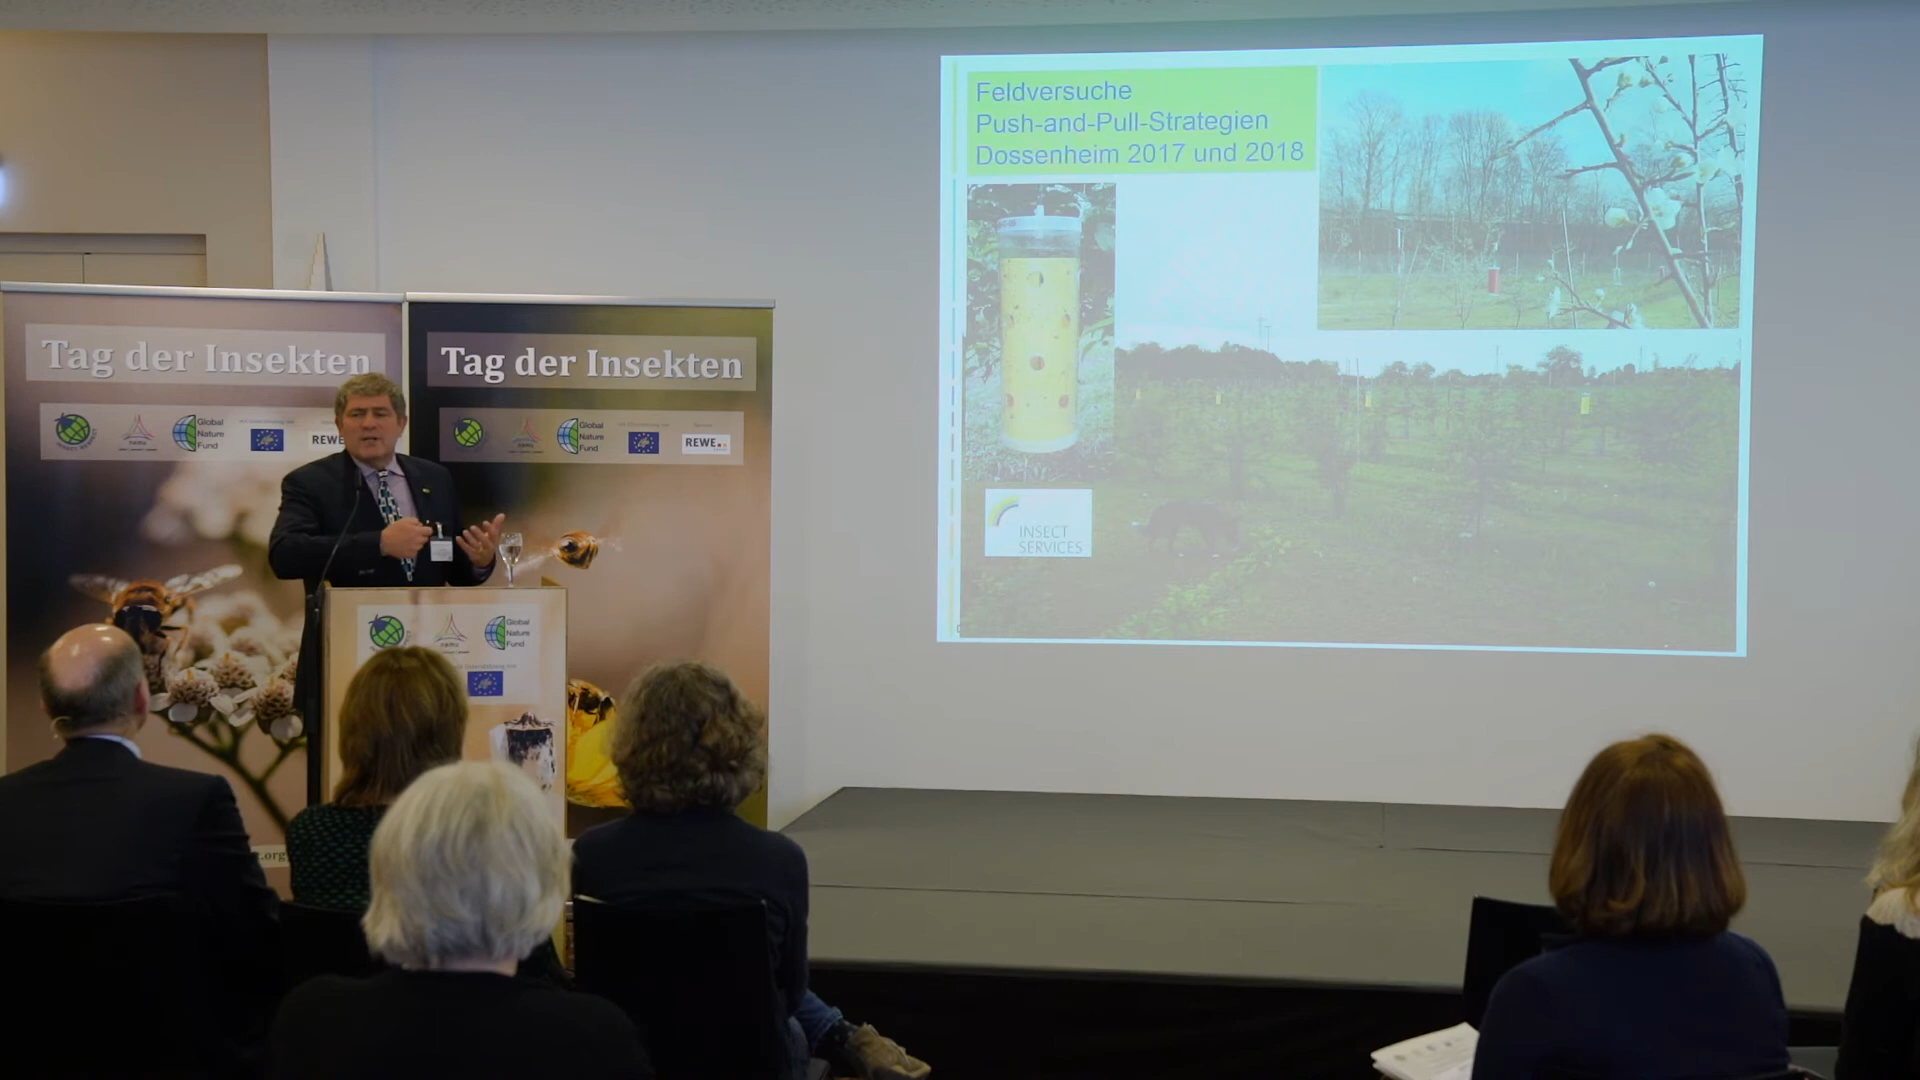 Feldversuche
Push-and-Pull-Strategien
Dossenheim 2017 und 2018
INSECT
SERVICES
Tag der Insekten
Global
Nature
Fund
REWE
Tag der Insekten
Global
Nature
Fund
REWE
Global
Nature
Fund